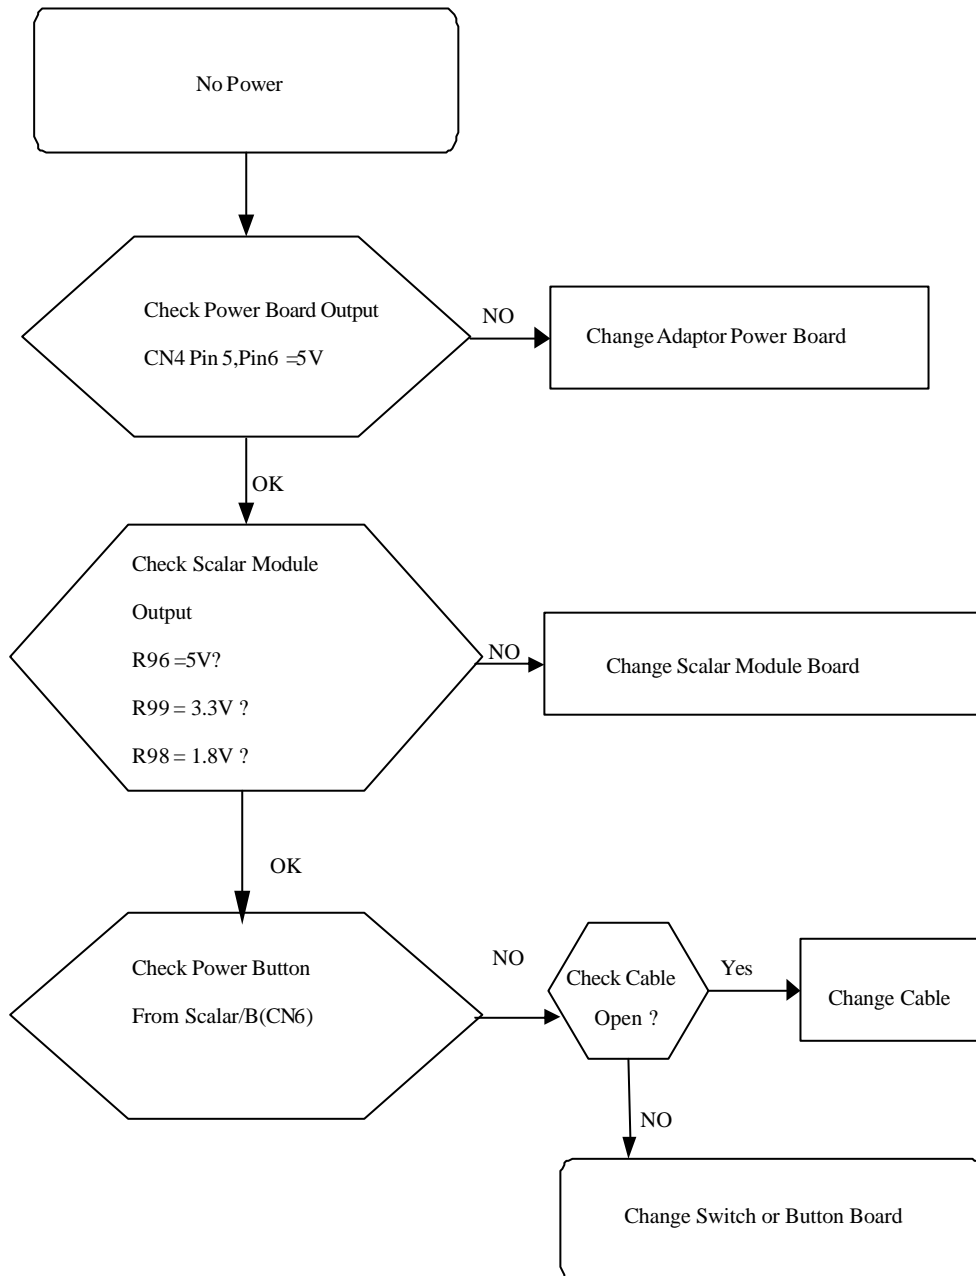 No Power
Check Power Board Output
CN4 Pin 5,Pin6 =5V
NO
Change Adaptor Power Board
OK
Check Scalar Module
Output
R96 =5V?
R99 = 3.3V ?
R98 = 1.8V ?
NO
Change Scalar Module Board
OK
Check Power Button
From Scalar/B(CN6)
NO
Check Cable
Open ?
Yes
Change Cable
NO
Change Switch or Button Board